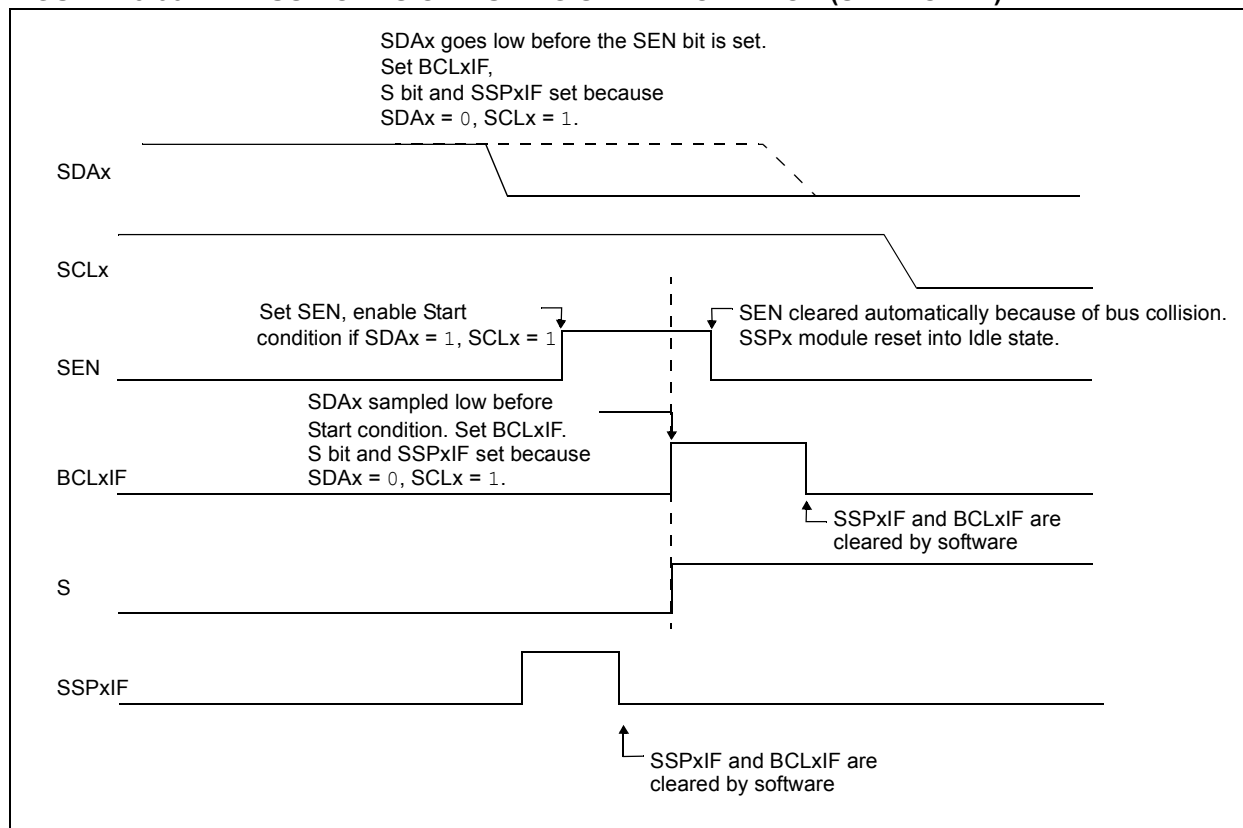 SDAx goes low before the SEN bit is set.
Set BCLxIF,
S bit and SSPxIF set because
SDAx = 0, SCLx = 1.
SDAx
SCLx
Set SEN, enable Start
condition if SDAx = 1, SCLx = 1
SEN cleared automatically because of bus collision.
SSPx module reset into Idle state.
SEN
SDAx sampled low before
Start condition. Set BCLxIF.
S bit and SSPxIF set because
SDAx = 0, SCLx = 1.
BCLxIF
SSPxIF and BCLxIF are
cleared by software
S
SSPxIF
SSPxIF and BCLxIF are
cleared by software